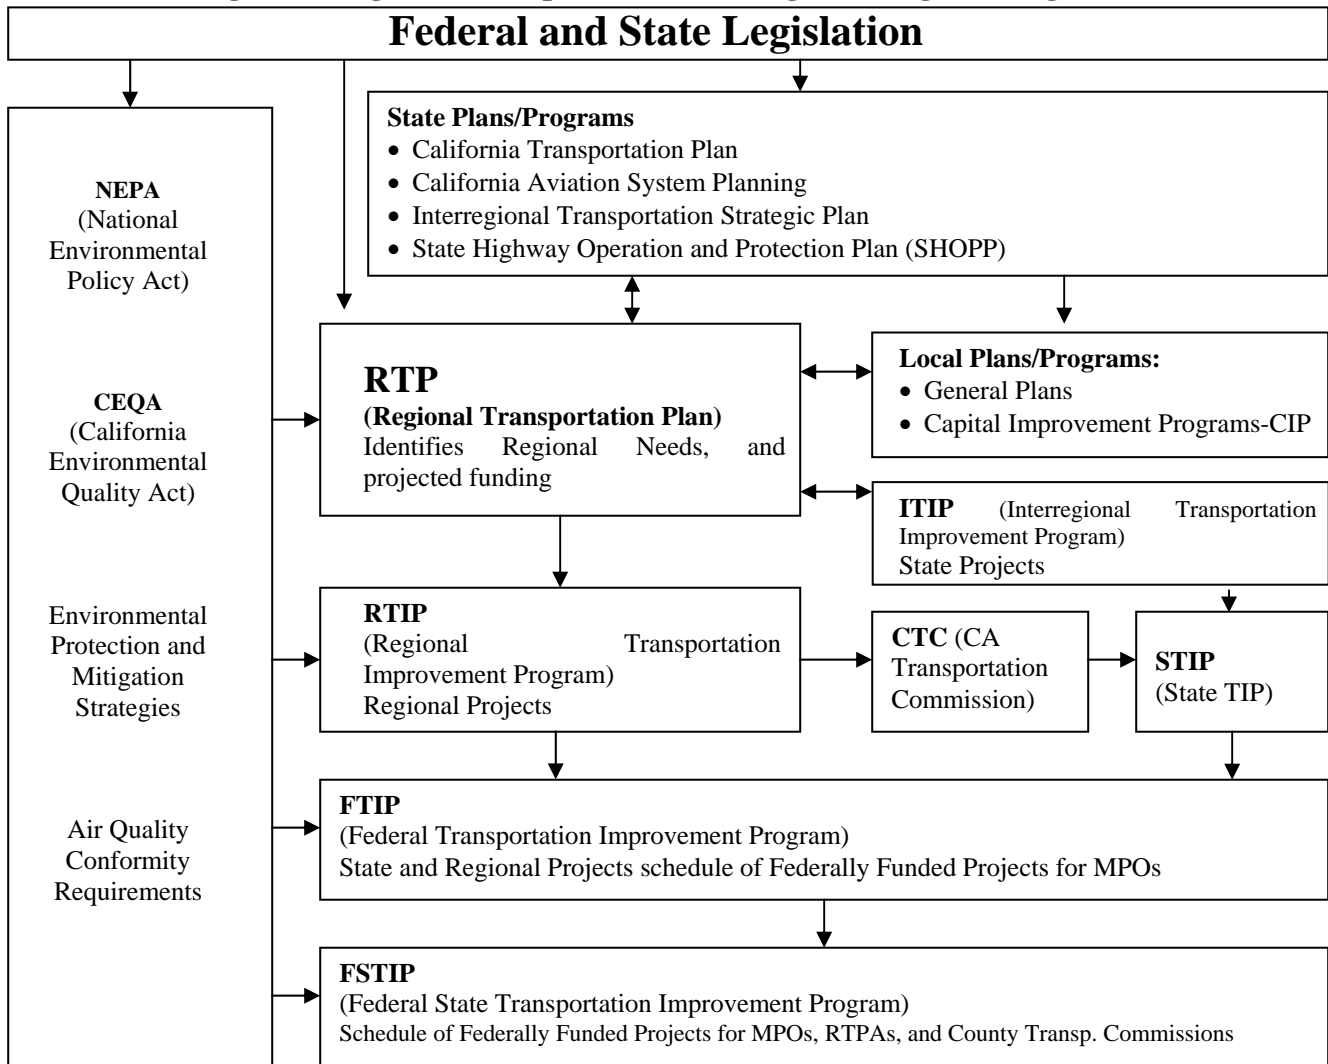 Federal and State Legislation
State Plans/Programs
• California Transportation Plan
• California Aviation System Planning
• Interregional Transportation Strategic Plan
• State Highway Operation and Protection Plan (SHOPP)
NEPA
(National
Environmental
Policy Act)
CEQA
(California
Environmental
Quality Act)
Environmental
Protection and
Mitigation
Strategies
Air Quality
Conformity
Requirements
RTP
(Regional Transportation Plan)
Identifies Regional Needs, and
projected funding
Local Plans/Programs:
• General Plans
• Capital Improvement Programs-CIP
ITIP (Interregional Transportation
Improvement Program)
State Projects
RTIP
(Regional Transportation
Improvement Program)
Regional Projects
CTC (CA
Transportation
Commission)
STIP
(State TIP)
FTIP
(Federal Transportation Improvement Program)
State and Regional Projects schedule of Federally Funded Projects for MPOs
FSTIP
(Federal State Transportation Improvement Program)
Schedule of Federally Funded Projects for MPOs, RTPAs, and County Transp. Commissions